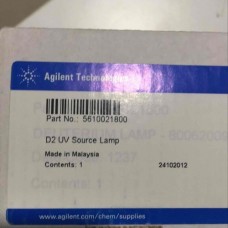 Agilent Technologies
Part No.: 5610021800
D2 UV Source Lamp
Made in Malaysia
Contents: 1
24102012
www.agilent.com/chem/supplies